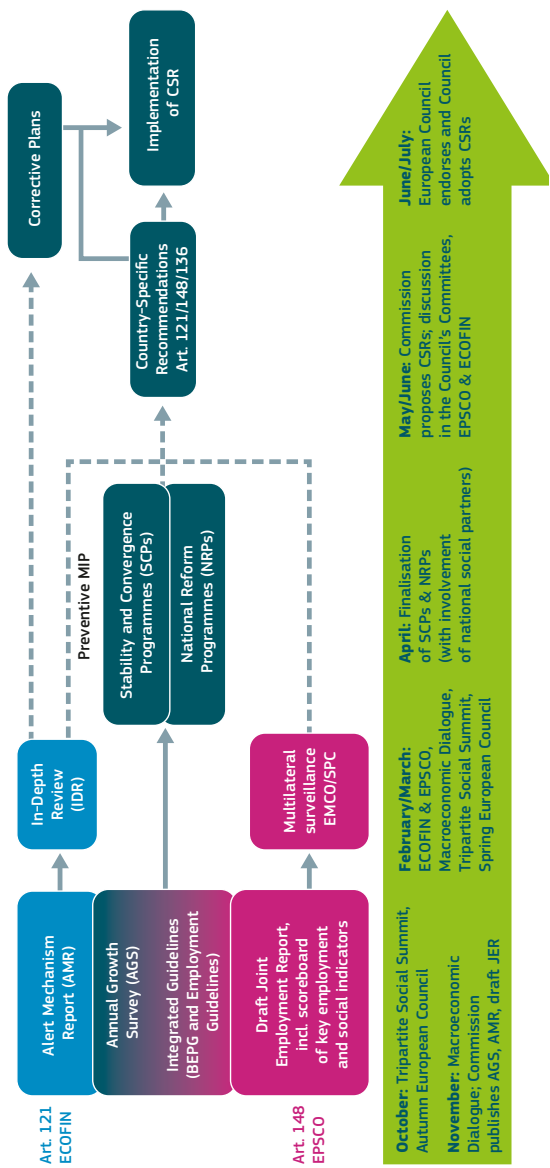 Art. 121
ECOFIN
Alert Mechanism
Report (AMR)
In-Depth
Review
(IDR)
Corrective Plans
Preventive MIP
Annual Growth
Survey (AGS)
Integrated Guidelines
(BEPG and Employment
Guidelines)
Stability and Convergence
Programmes (SCPs)
National Reform
Programmes (NRPs)
Country-Specific
Recommendations
Art. 121/148/136
Implementation
of CSR
Art. 148
EPSCO
Draft Joint
Employment Report,
incl. scoreboard
of key employment
and social indicators
Multilateral
surveillance
EMCO/SPC
October: Tripartite Social Summit,
Autumn European Council
November: Macroeconomic
Dialogue; Commission
publishes AGS, AMR, draft JER
February/March:
ECOFIN & EPSCO,
Macroeconomic Dialogue,
Tripartite Social Summit,
Spring European Council
April: Finalisation
of SCPs & NRPs
(with involvement
of national social partners)
May/June: Commission
proposes CSRs; discussion
in the Council's Committees,
EPSCO & ECOFIN
June/July:
European Council
endorses and Council
adopts CSRs